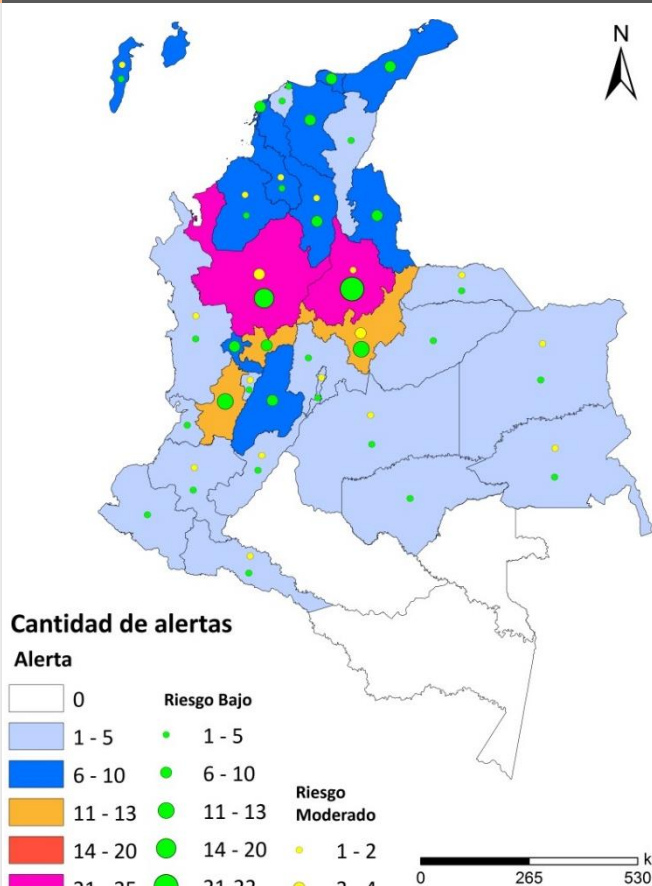 N
Cantidad de alertas
Alerta
0
Riesgo Bajo
1 - 5
1 - 5
6 - 10
6 - 10
11 - 13
11 - 13
Riesgo
Moderado
14 - 20
14 - 20
1 - 2
0
265
530